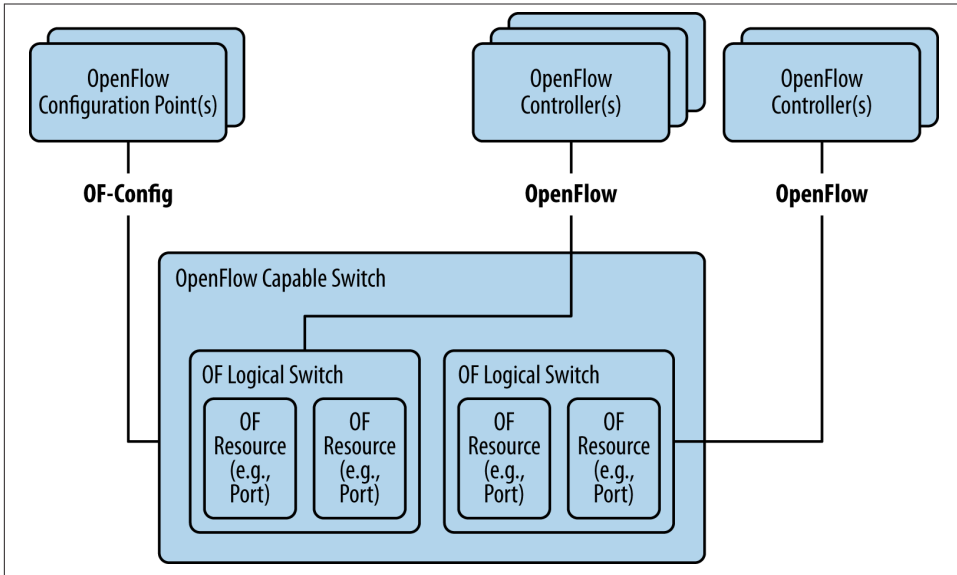 OpenFlow
Configuration Point(s)
OpenFlow
Controller(s)
OpenFlow
Controller(s)
OF-Config
OpenFlow
OpenFlow
OpenFlow Capable Switch
OF Logical Switch
OF
Resource
(e.g.,
Port)
OF
Resource
(e.g.,
Port)
OF Logical Switch
OF
Resource
(e.g.,
Port)
OF
Resource
(e.g.,
Port)